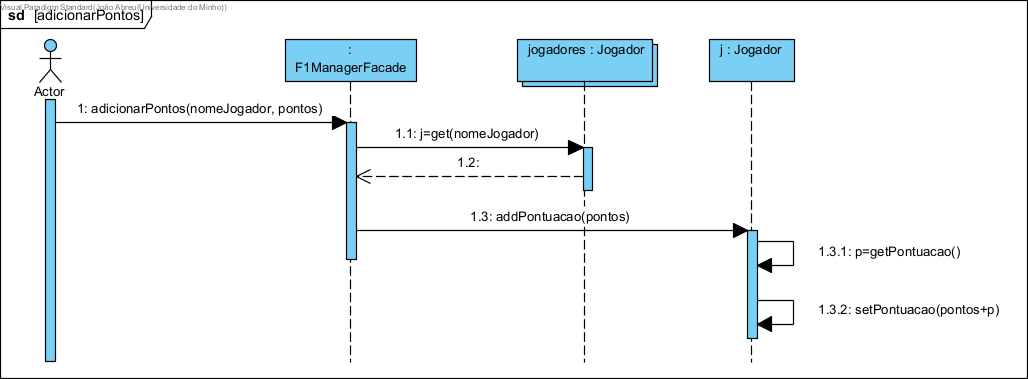 Visual Paradigm Standard(João Abreu(Universidade do Minho))
sd [adicionarPontos]
Actor
:
F1ManagerFacade
jogadores : Jogador
j : Jogador
1: adicionarPontos(nomeJogador, pontos)
1.1: j=get(nomeJogador)
1.2:
1.3: addPontuacao(pontos)
1.3.1: p=getPontuacao()
1.3.2: setPontuacao(pontos+p)